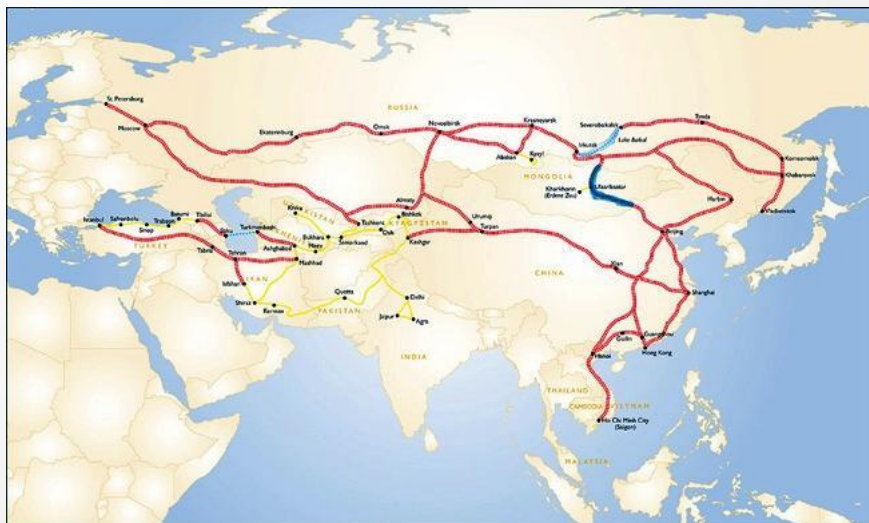 St. Petersburg
Moscow
RUSSIA
Ekaterinburg
Omsk
Novosibirsk
Krasnoyarsk
Abakan
Kyzyl
Irkutsk
Severobaikalsk
Lake Baikal
Tynda
Komsomolsk
Khabarovsk
Vladivostok
Harbin
MONGOLIA
Kharkhorin
(Erdene Zuu)
Ulaanbaatar
Beijing
Almaty
Bishkek
Tashkent
Osh
Urumqi
Turpan
Kashgar
Khiva
Bukhara
Samarkand
Istanbul
Safranbolu
Sinop
Trabzon
Batumi
Tbilisi
TURKEY
Baku
Turkmenbashi
Ashgabad
Merv
Mashhad
Tabriz
Tehran
IRAN
Shiraz
Kerman
Quetta
PAKISTAN
Delhi
Jaipur
Agra
INDIA
CHINA
Xian
Shanghai
Guilin
Guangzhou
Hong Kong
Hanoi
THAILAND
CAMBODIA
VIETNAM
Ho Chi Minh City
(Saigon)
MALAYSIA